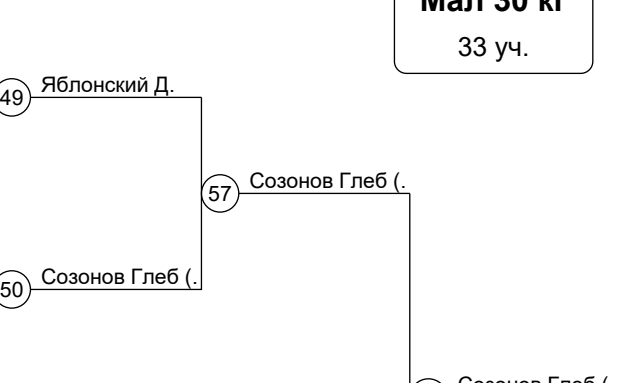 Мал 30 кг
33 уч.
49 Яблонский Д.
57 Созонов Глеб (.
50 Созонов Глеб (.
Созонов Глеб (